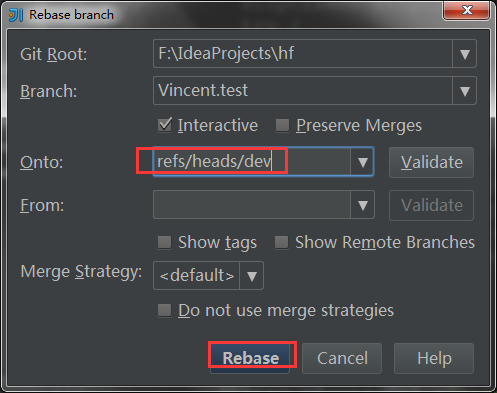 Rebase branch
Git Root: F:\IdeaProjects\hf
Branch: Vincent.test
Interactive Preserve Merges
Onto: refs/heads/dev Validate
From: Validate
Show tags Show Remote Branches
Merge Strategy: <default>
Do not use merge strategies
Rebase Cancel Help